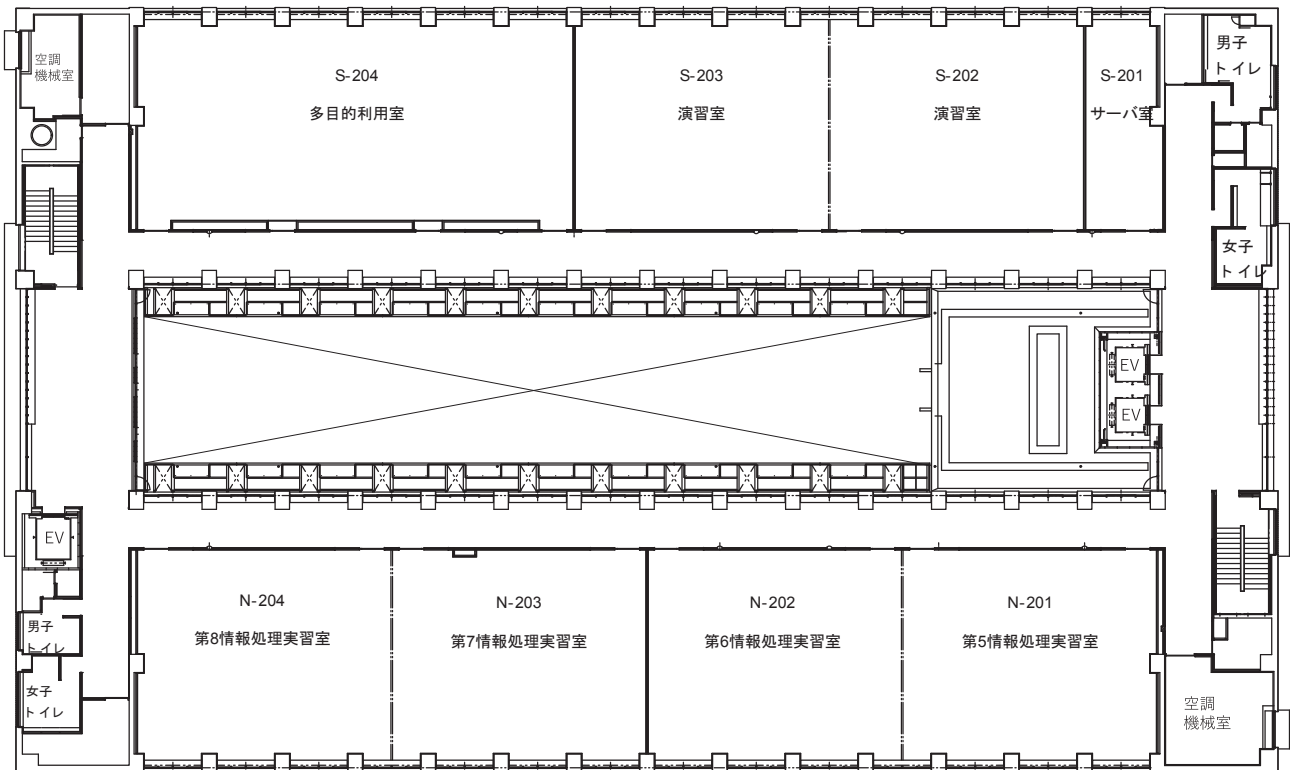 空調
機械室
S-204
多目的利用室
S-203
演習室
S-202
演習室
S-201
サーバ室
男子
トイレ
女子
トイレ
EV
EV
EV
男子
トイレ
女子
トイレ
N-204
第8情報処理実習室
N-203
第7情報処理実習室
N-202
第6情報処理実習室
N-201
第5情報処理実習室
空調
機械室